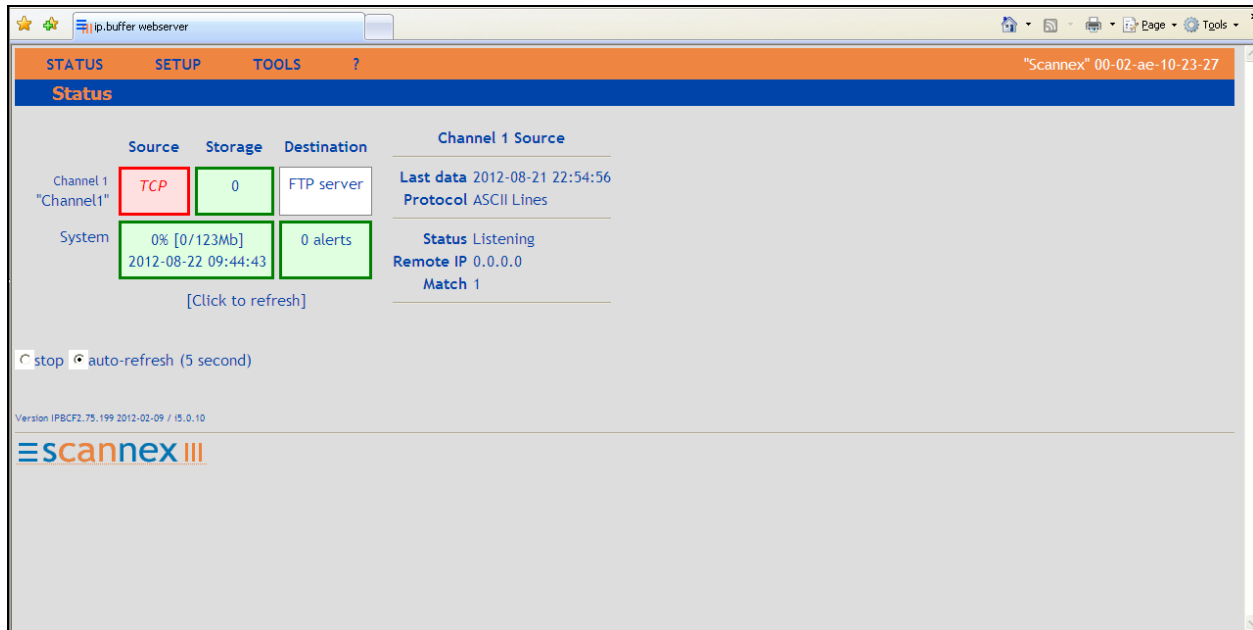 ip.buffer webserver
Page Tools
STATUS SETUP TOOLS ? "Scannex" 00-02-ae-10-23-27
Status
Source Storage Destination
Channel 1
"Channel1"
TCP 0 FTP server
System
0% [0/123Mb]
2012-08-22 09:44:43
0 alerts
[Click to refresh]
Channel 1 Source
Last data 2012-08-21 22:54:56
Protocol ASCII Lines
Status Listening
Remote IP 0.0.0.0
Match 1
stop auto-refresh (5 second)
Version IPBCF2.75.199 2012-02-09 / i5.0.10
scannex